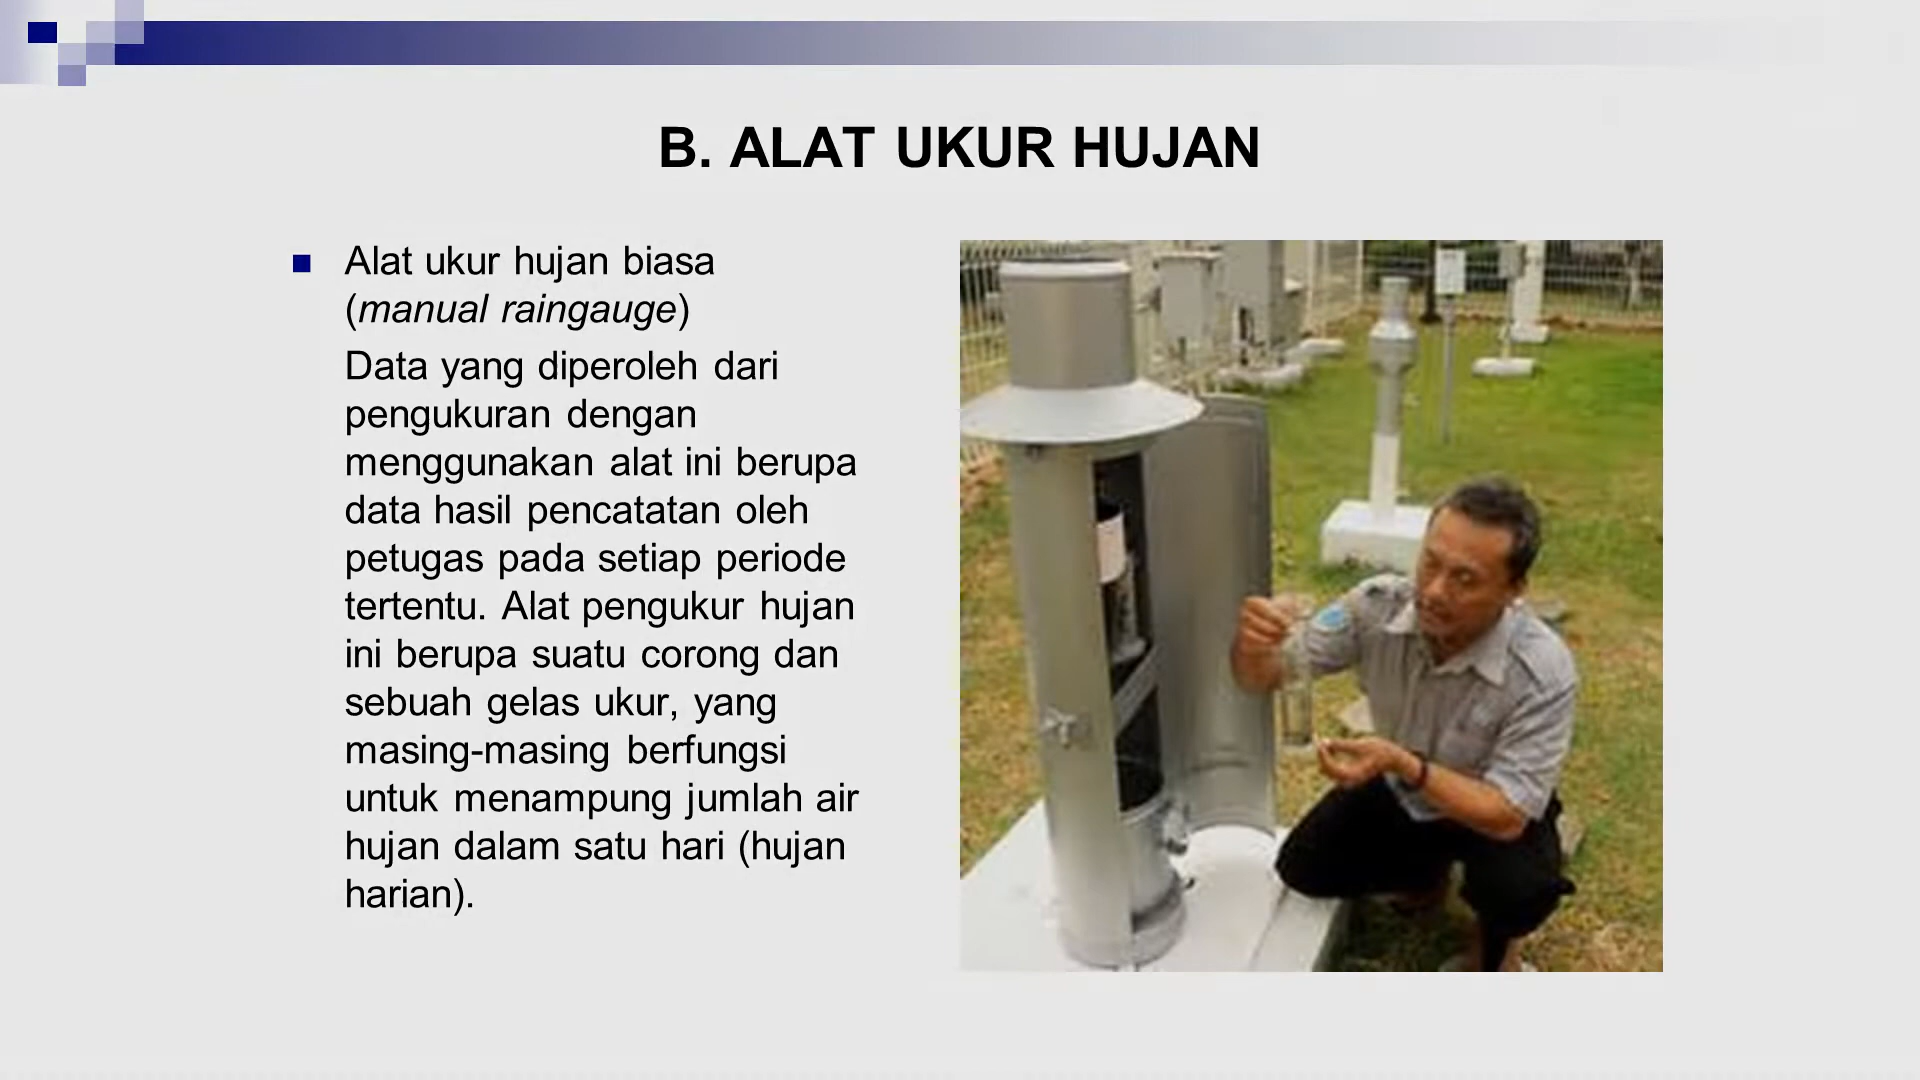 B. ALAT UKUR HUJAN
Alat ukur hujan biasa
(manual raingauge)
Data yang diperoleh dari
pengukuran dengan
menggunakan alat ini berupa
data hasil pencatatan oleh
petugas pada setiap periode
tertentu. Alat pengukur hujan
ini berupa suatu corong dan
sebuah gelas ukur, yang
masing-masing berfungsi
untuk menampung jumlah air
hujan dalam satu hari (hujan
harian).